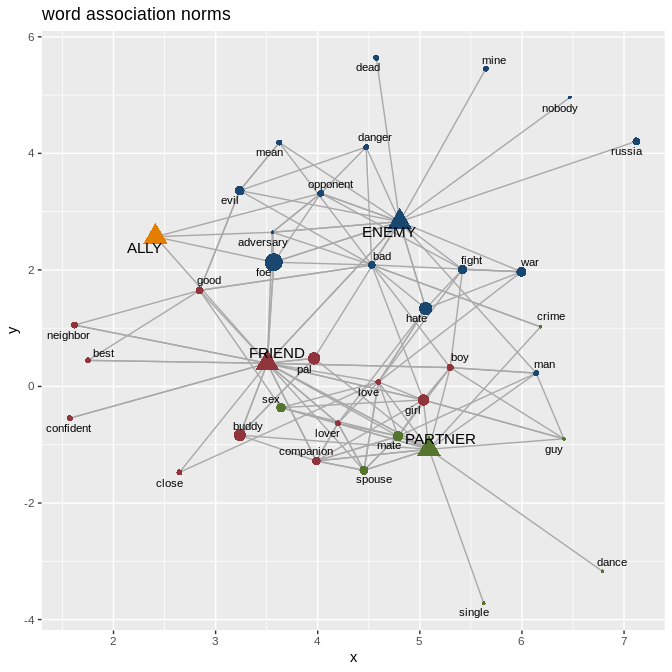 word association norms
6
dead
mine
nobody
4
danger
russia
mean
opponent
evil
ENEMY
ALLY
adversary
bad
fight
war
2
foe
good
y
hate
crime
neighbor
best
FRIEND
pal
boy
man
0
love
sex
girl
confident
buddy
lover
mate
PARTNER
guy
companion
close
spouse
-2
dance
single
-4
2
3
4
5
6
7
x